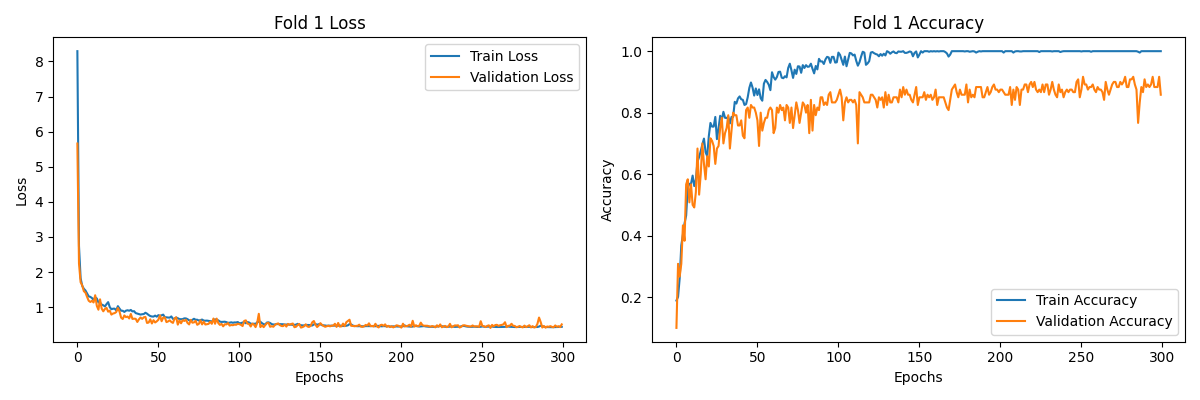 Fold 1 Loss
Loss
8
7
6
5
4
3
2
1
0
50
100
150
200
250
300
Epochs
Train Loss
Validation Loss
Fold 1 Accuracy
Accuracy
1.0
0.8
0.6
0.4
0.2
0
50
100
150
200
250
300
Epochs
Train Accuracy
Validation Accuracy